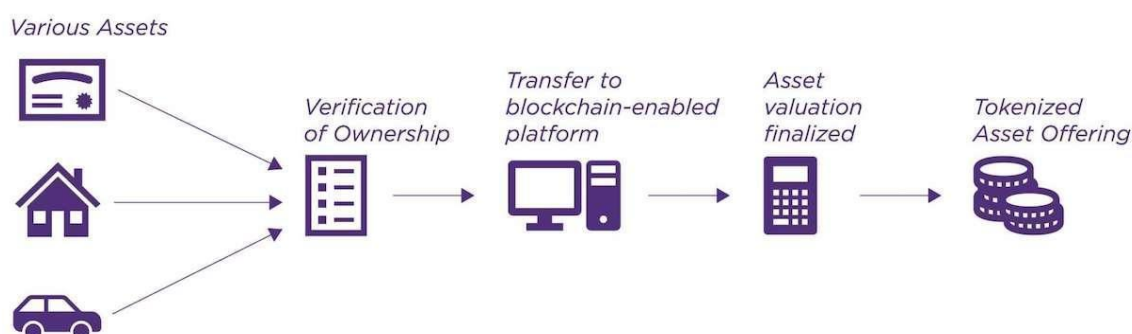 Various Assets
Verification
of Ownership
Transfer to
blockchain-enabled
platform
Asset
valuation
finalized
Tokenized
Asset Offering